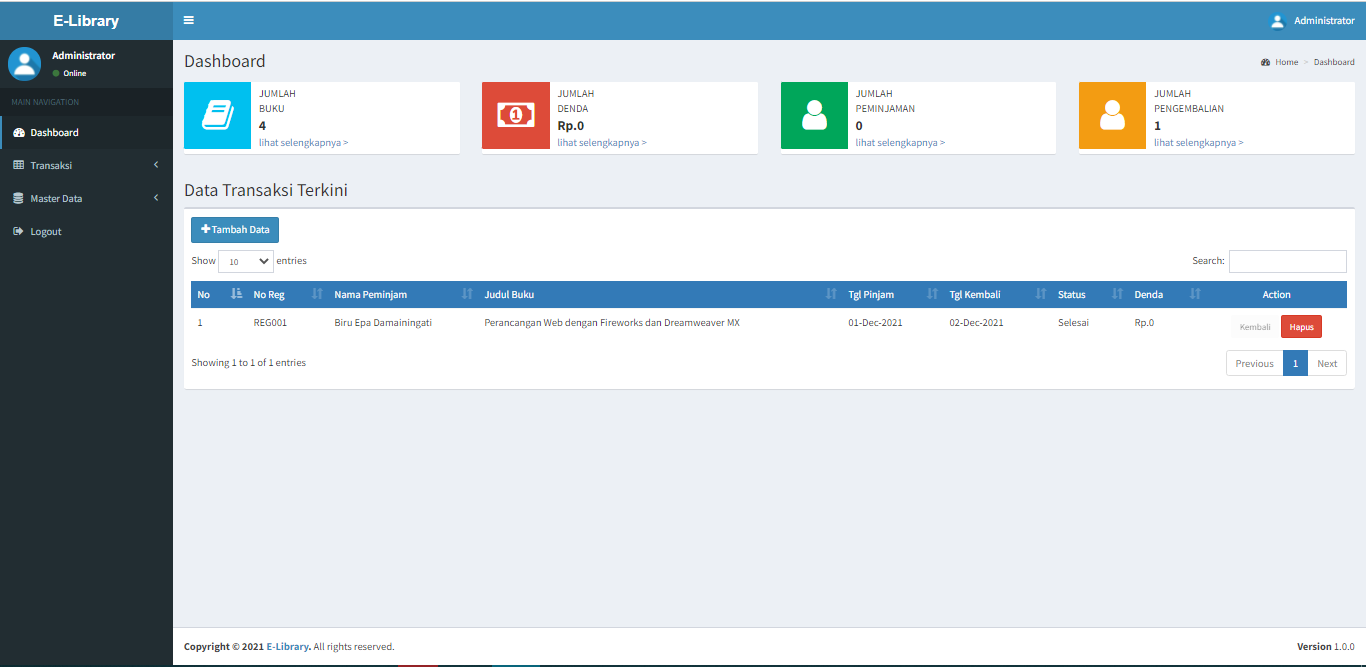 E-Library
Administrator
Administrator
Online
MAIN NAVIGATION
Dashboard
Transaksi
Master Data
Logout
Dashboard
Home > Dashboard
JUMLAH
BUKU
4
lihat selengkapnya >
1
JUMLAH
DENDA
Rp.0
lihat selengkapnya >
JUMLAH
PEMINJAMAN
0
lihat selengkapnya >
JUMLAH
PENGEMBALIAN
1
lihat selengkapnya >
Data Transaksi Terkini
Tambah Data
Show 10 entries
Search:
No No Reg Nama Peminjam Judul Buku Tgl Pinjam Tgl Kembali Status Denda Action
1 REG001 Biru Epa Damainingati Perancangan Web dengan Fireworks dan Dreamweaver MX 01-Dec-2021 02-Dec-2021 Selesai Rp.0 Kembali Hapus
Showing 1 to 1 of 1 entries
Previous 1 Next
Copyright © 2021 E-Library. All rights reserved.
Version 1.0.0